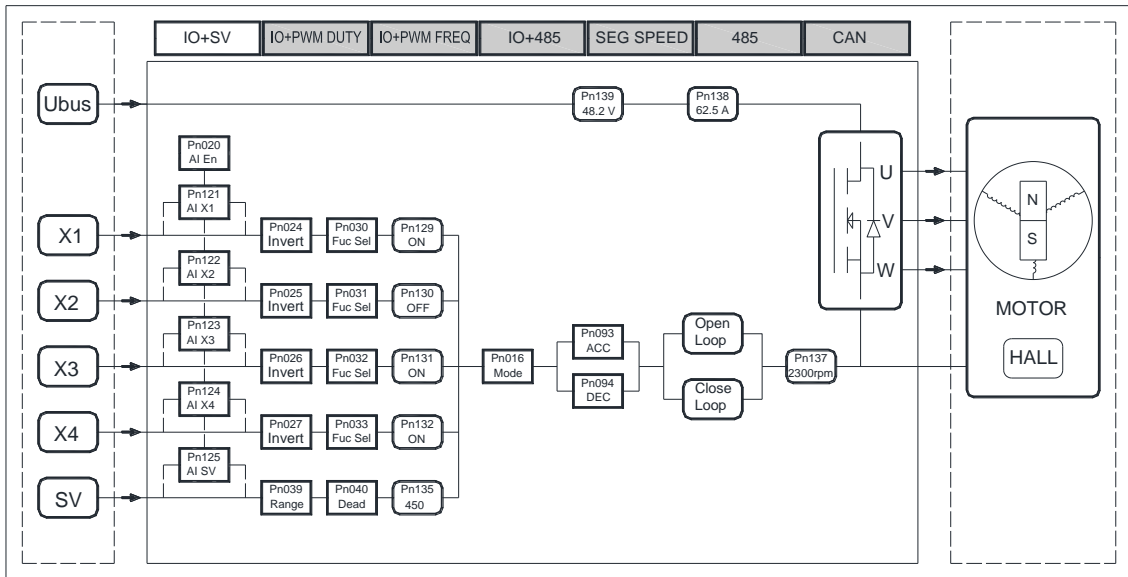 IO+SV
IO+PWM DUTY
IO+PWM FREQ
IO+485
SEG SPEED
485
CAN
Ubus
Pn139
48.2 V
Pn138
62.5 A
Pn020
AI En
Pn121
AI X1
X1
Pn024
Invert
Pn030
Fuc Sel
Pn129
ON
Pn122
AI X2
X2
Pn025
Invert
Pn031
Fuc Sel
Pn130
OFF
Pn123
AI X3
X3
Pn026
Invert
Pn032
Fuc Sel
Pn131
ON
Pn124
AI X4
X4
Pn027
Invert
Pn033
Fuc Sel
Pn132
ON
Pn125
AI SV
SV
Pn039
Range
Pn040
Dead
Pn135
450
Pn016
Mode
Pn093
ACC
Pn094
DEC
Open
Loop
Close
Loop
Pn137
2300rpm
U
V
W
N
S
MOTOR
HALL